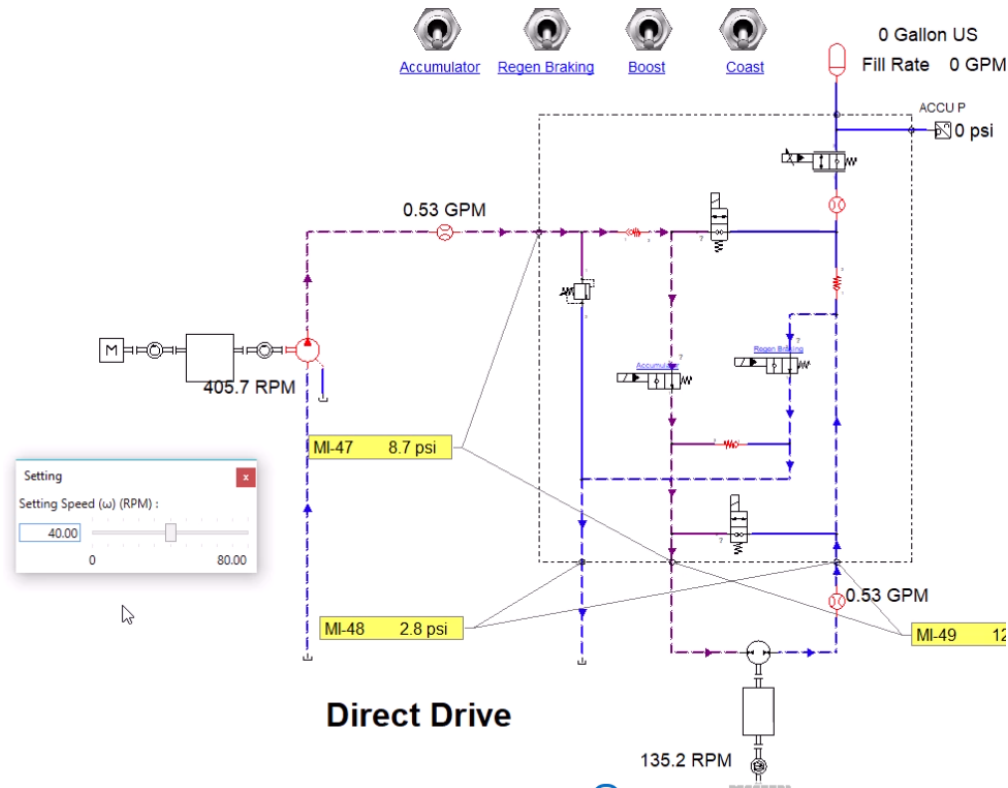 0 Gallon US
Fill Rate 0 GPM
Accumulator Regen Braking Boost Coast
ACCU P
0 psi
0.53 GPM
M
405.7 RPM
Accumulator
Regen Braking
MI-47 8.7 psi
Setting x
Setting Speed (ω) (RPM) :
40.00
0 80.00
0.53 GPM
MI-48 2.8 psi
MI-49 12
Direct Drive
135.2 RPM